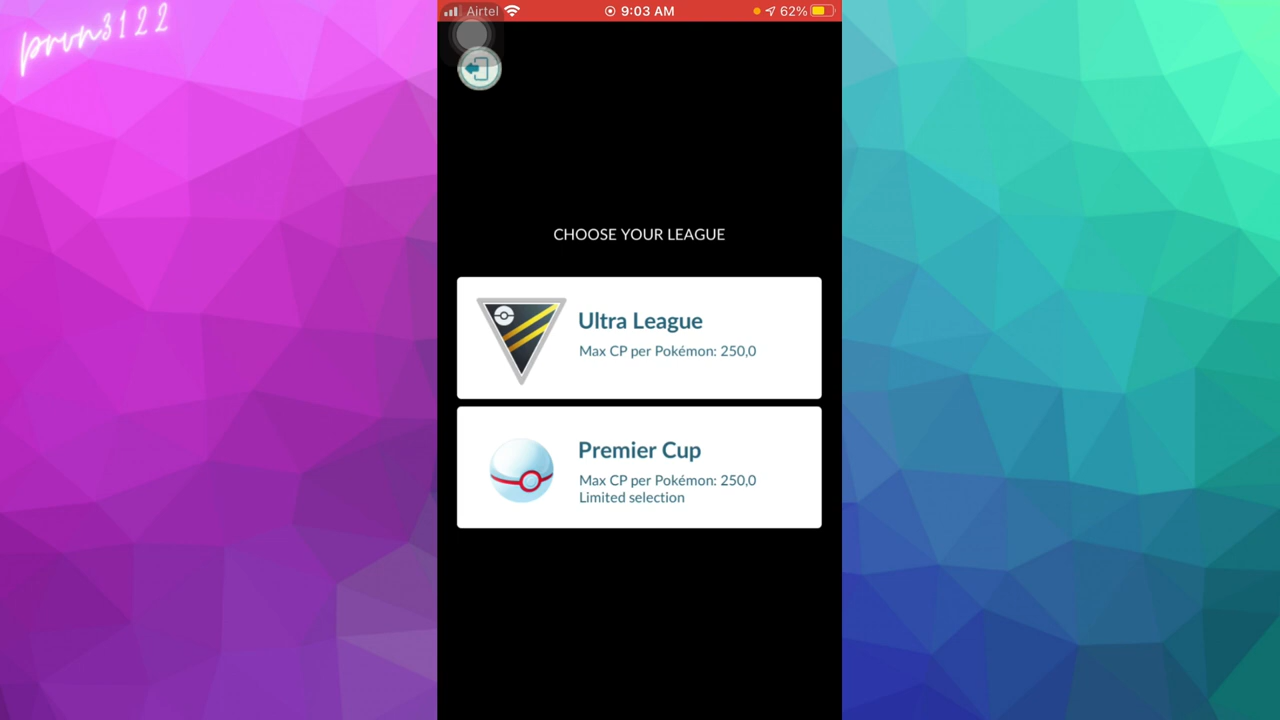 prvn3122
Airtel 9:03 AM 62%
CHOOSE YOUR LEAGUE
Ultra League
Max CP per Pokémon: 250,0
Premier Cup
Max CP per Pokémon: 250,0
Limited selection